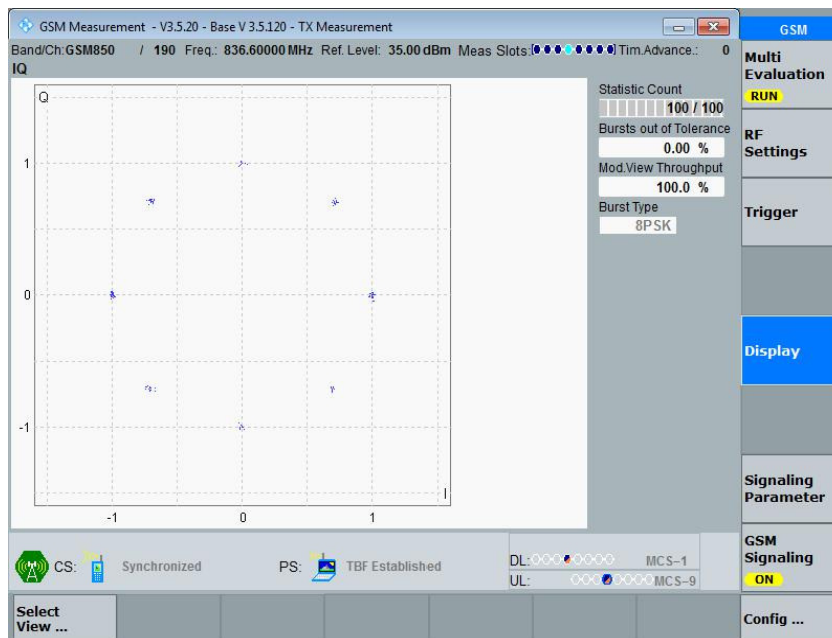 GSM Measurement - V3.5.20 - Base V 3.5.120 - TX Measurement
GSM
Band/Ch:GSM850 / 190 Freq.: 836.60000 MHz Ref. Level: 35.00 dBm Meas Slots: Tim.Advance.: 0
IQ
Multi
Evaluation
RUN
RF
Settings
Trigger
Display
Signaling
Parameter
GSM
Signaling
ON
Config ...
Statistic Count
100 / 100
Bursts out of Tolerance
0.00 %
Mod.View Throughput
100.0 %
Burst Type
8PSK
Q
1
0
-1
I
-1 0 1
CS: Synchronized PS: TBF Established
DL: MCS-1
UL: MCS-9
Select
View ...